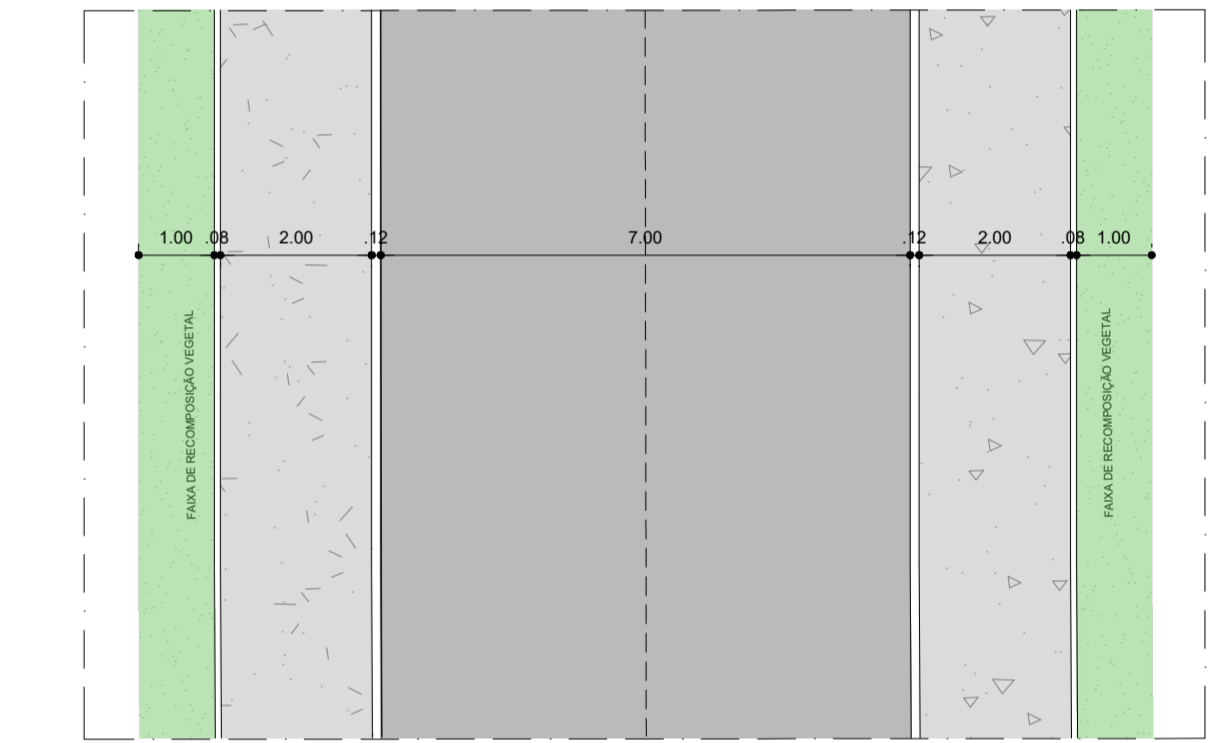 1.00 .08 2.00 .12 7.00 .12 2.00 .08 1.00
FAIXA DE RECOMPOSIÇÃO VEGETAL
FAIXA DE RECOMPOSIÇÃO VEGETAL